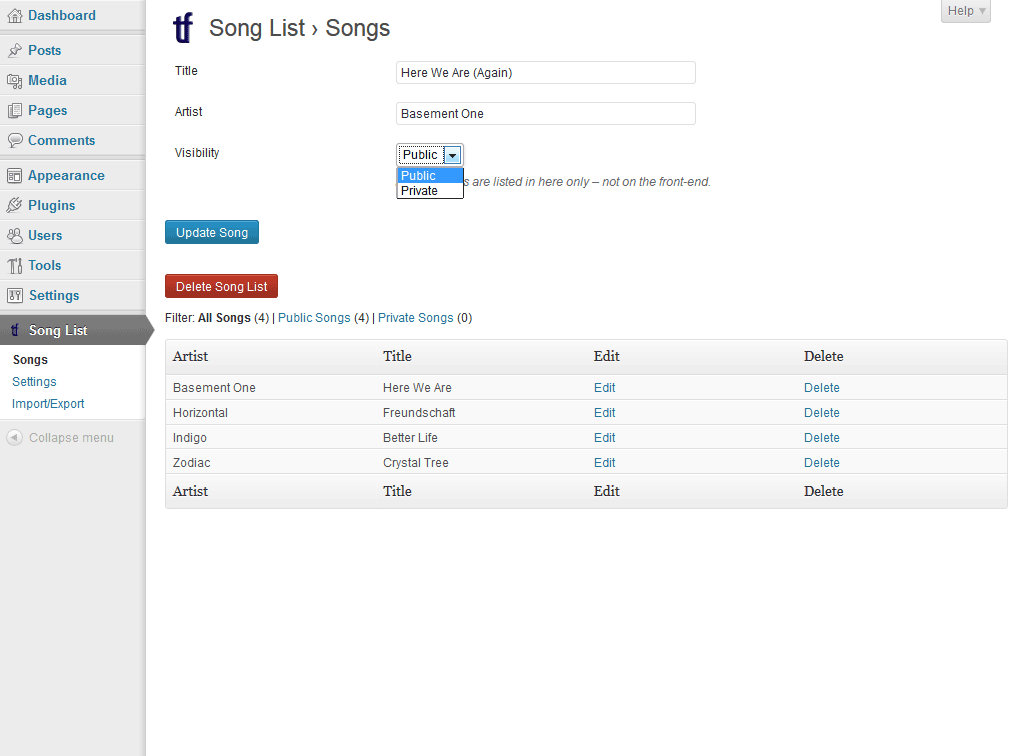 Dashboard
Posts
Media
Pages
Comments
Appearance
Plugins
Users
Tools
Settings
tf Song List
Songs
Settings
Import/Export
Collapse menu
Help
tf Song List › Songs
Title Here We Are (Again)
Artist Basement One
Visibility Public
Public
Private
s are listed in here only – not on the front-end.
Update Song
Delete Song List
Filter: All Songs (4) | Public Songs (4) | Private Songs (0)
Artist Title Edit Delete
Basement One Here We Are Edit Delete
Horizontal Freundschaft Edit Delete
Indigo Better Life Edit Delete
Zodiac Crystal Tree Edit Delete
Artist Title Edit Delete